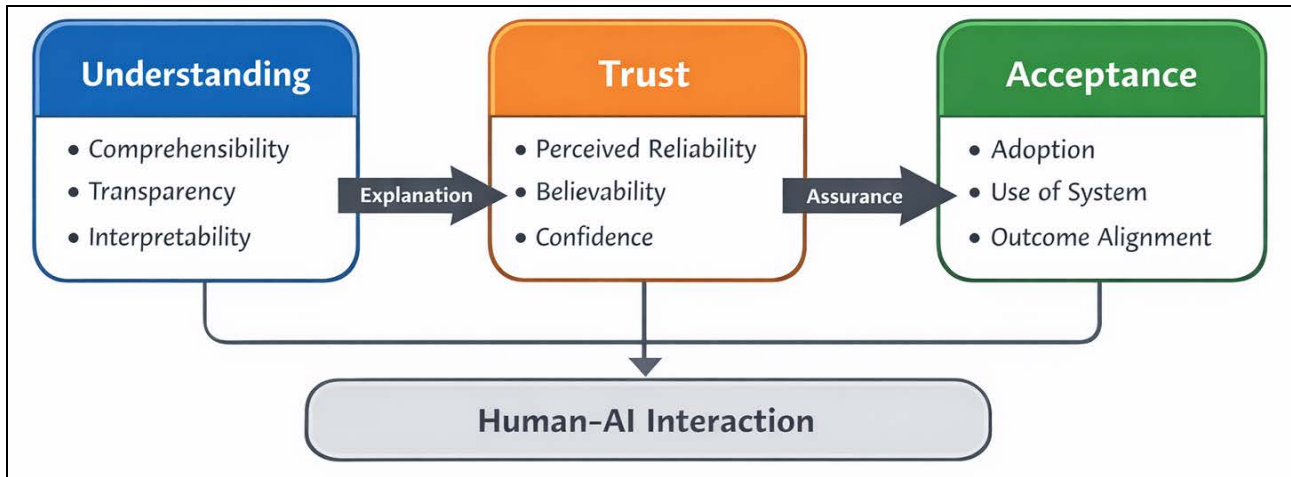 Understanding
• Comprehensibility
• Transparency
• Interpretability
Explanation
Trust
• Perceived Reliability
• Believability
• Confidence
Assurance
Acceptance
• Adoption
• Use of System
• Outcome Alignment
Human–AI Interaction